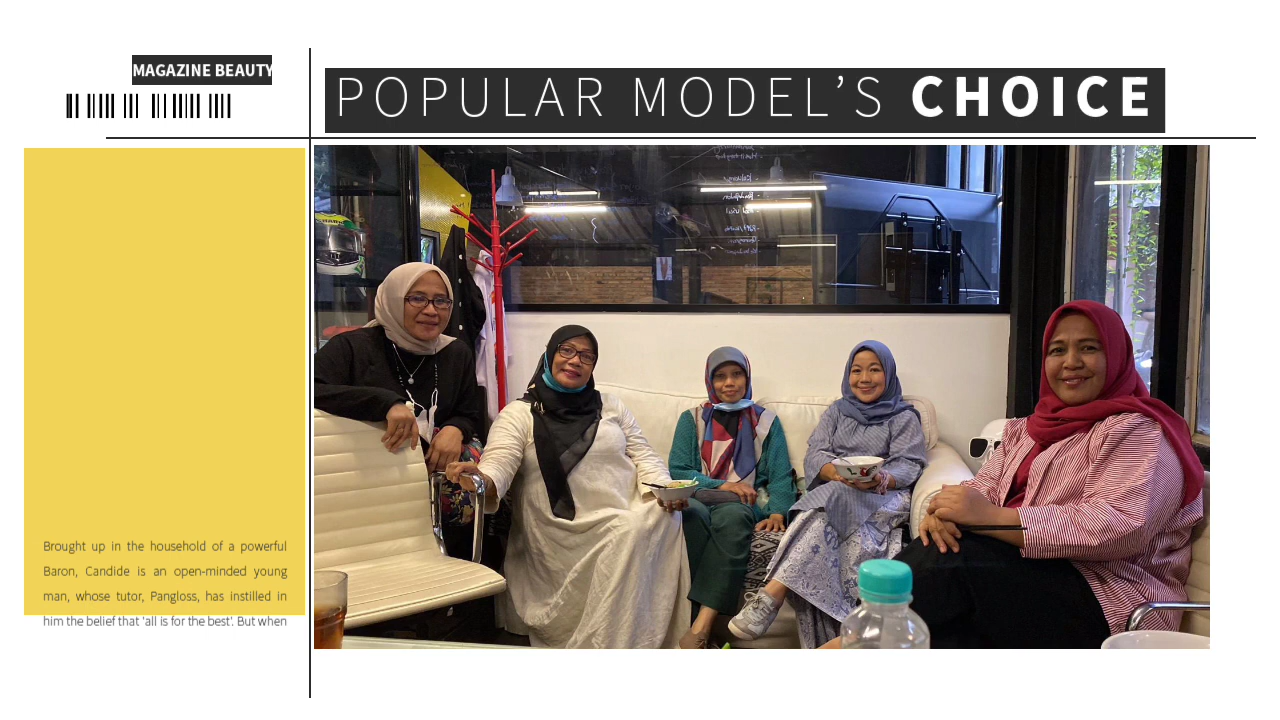 MAGAZINE BEAUTY
POPULAR MODEL’S CHOICE
Brought up in the household of a powerful
Baron, Candide is an open-minded young
man, whose tutor, Pangloss, has instilled in
him the belief that 'all is for the best'. But when